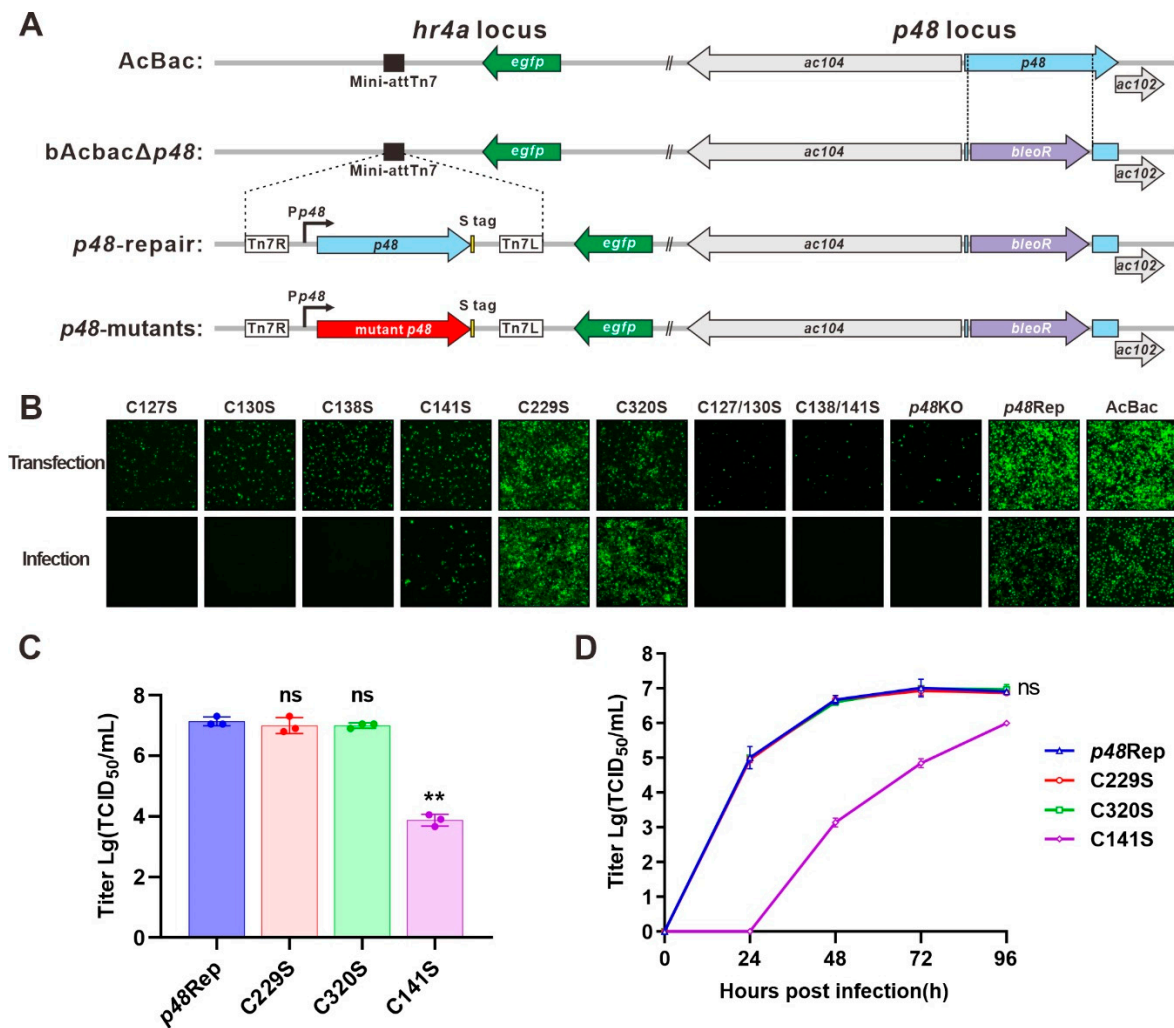 A
hr4a locus
p48 locus
AcBac:
Mini-attTn7
egfp
//
ac104
p48
ac102
bAcbacΔp48:
Mini-attTn7
egfp
//
ac104
bleoR
ac102
Pp48
S tag
p48-repair:
Tn7R
p48
Tn7L
egfp
//
ac104
bleoR
ac102
Pp48
S tag
p48-mutants:
Tn7R
mutant p48
Tn7L
egfp
//
ac104
bleoR
ac102
B
C127S C130S C138S C141S C229S C320S C127/130S C138/141S p48KO p48Rep AcBac
Transfection
Infection
C
Titer Lg(TCID50/mL)
8
6
4
2
0
ns
ns
**
p48Rep
C229S
C320S
C141S
D
Titer Lg(TCID50/mL)
8
7
6
5
4
3
2
1
0
0 24 48 72 96
Hours post infection(h)
ns
p48Rep
C229S
C320S
C141S